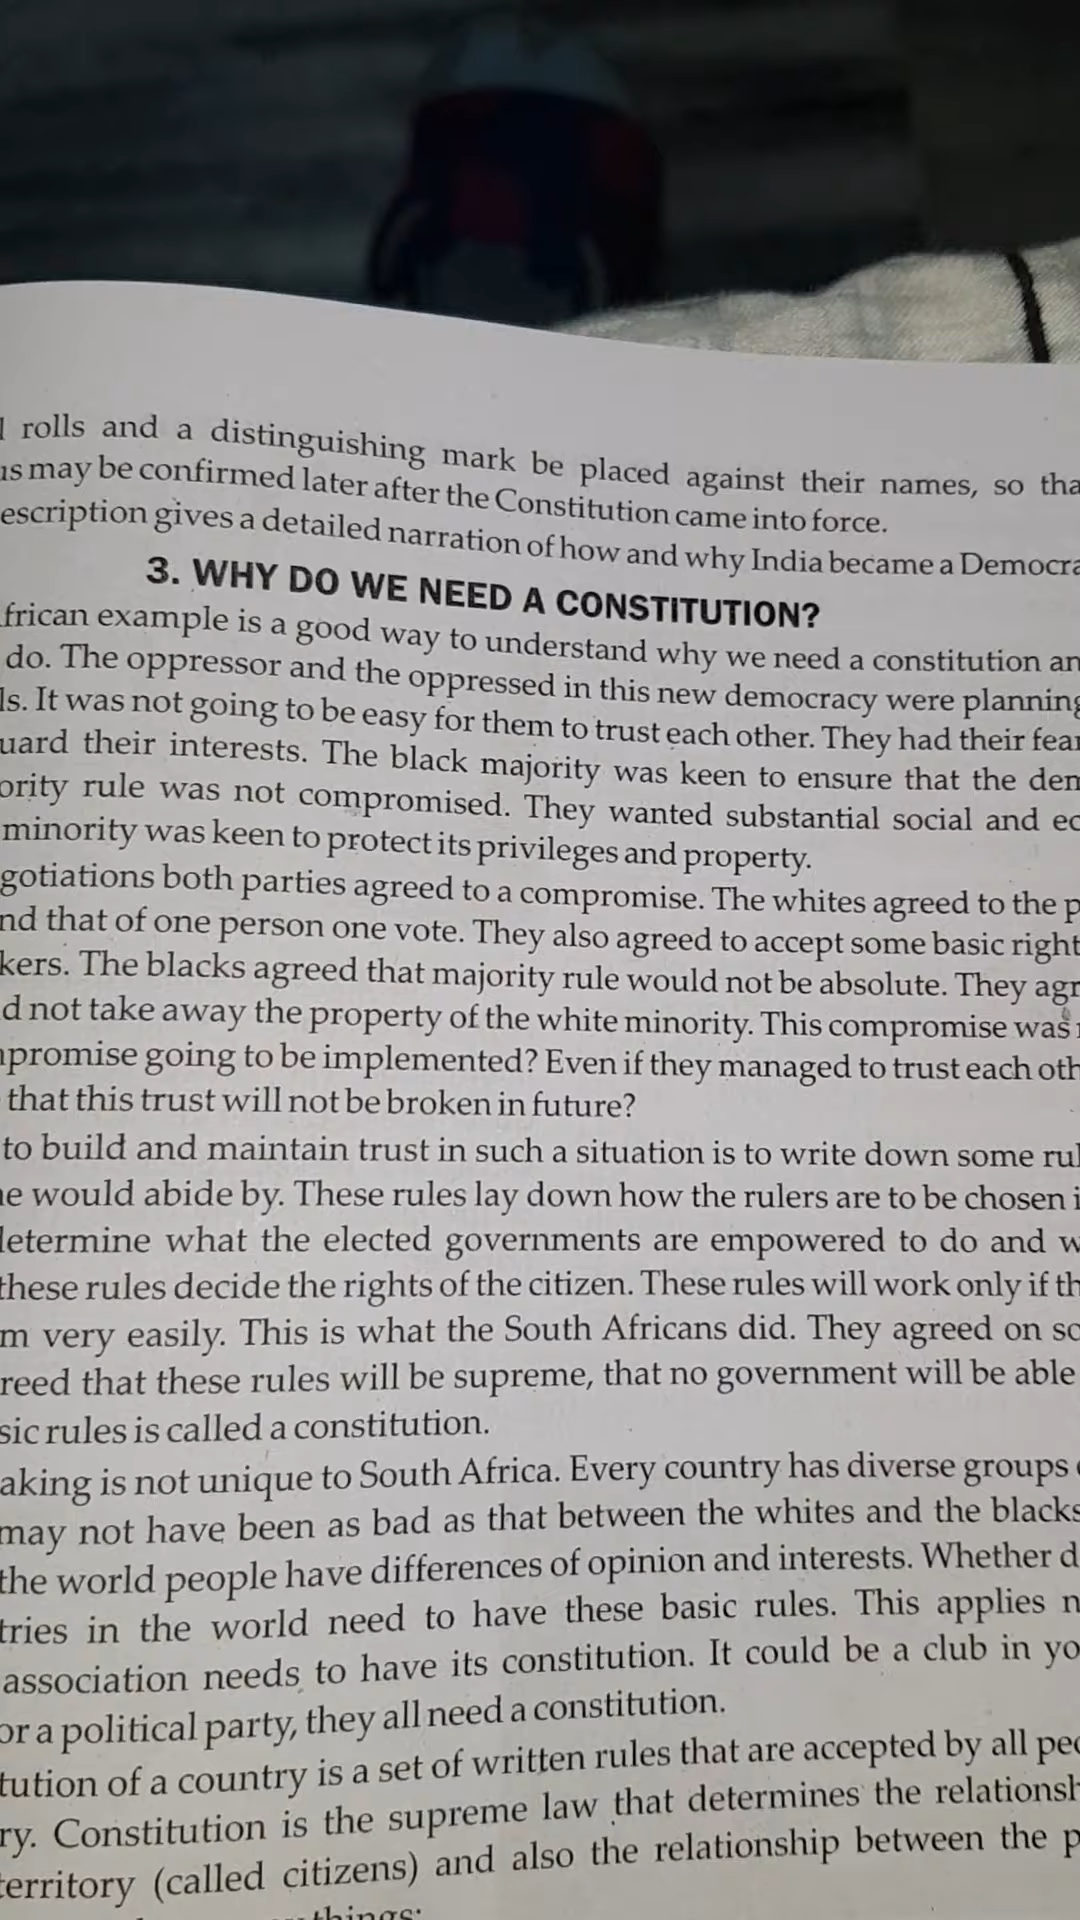 rolls and a distinguishing mark be placed against their names, so tha
us may be confirmed later after the Constitution came into force.
escription gives a detailed narration of how and why India became a Democra
3. WHY DO WE NEED A CONSTITUTION?
frican example is a good way to understand why we need a constitution an
do. The oppressor and the oppressed in this new democracy were planning
ls. It was not going to be easy for them to trust each other. They had their fear
uard their interests. The black majority was keen to ensure that the dem
ority rule was not compromised. They wanted substantial social and ec
minority was keen to protect its privileges and property.
gotiations both parties agreed to a compromise. The whites agreed to the p
nd that of one person one vote. They also agreed to accept some basic right
kers. The blacks agreed that majority rule would not be absolute. They agr
d not take away the property of the white minority. This compromise was
promise going to be implemented? Even if they managed to trust each oth
that this trust will not be broken in future?
to build and maintain trust in such a situation is to write down some rul
ne would abide by. These rules lay down how the rulers are to be chosen i
determine what the elected governments are empowered to do and w
these rules decide the rights of the citizen. These rules will work only if th
m very easily. This is what the South Africans did. They agreed on so
reed that these rules will be supreme, that no government will be able
sic rules is called a constitution.
aking is not unique to South Africa. Every country has diverse groups
may not have been as bad as that between the whites and the blacks
the world people have differences of opinion and interests. Whether d
tries in the world need to have these basic rules. This applies n
association needs to have its constitution. It could be a club in yo
or a political party, they all need a constitution.
tution of a country is a set of written rules that are accepted by all peo
ry. Constitution is the supreme law that determines the relationsh
territory (called citizens) and also the relationship between the p
things: